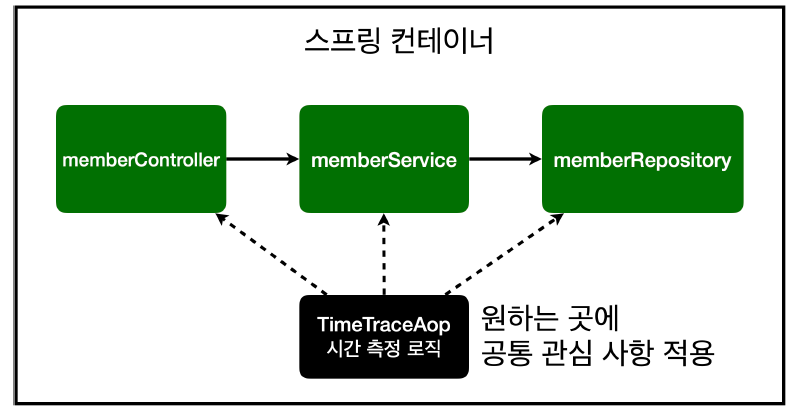 스프링 컨테이너
memberController
memberService
memberRepository
TimeTraceAop
시간 측정 로직
원하는 곳에
공통 관심 사항 적용